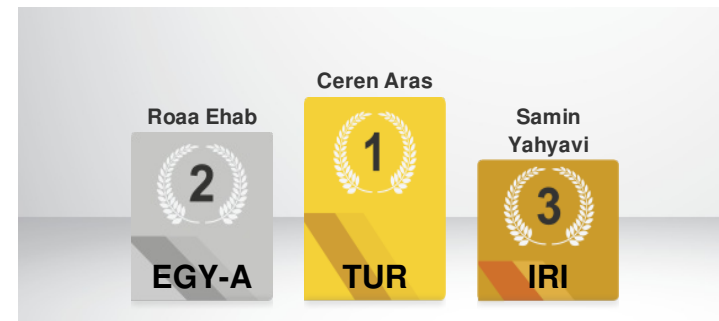 Ceren Aras
Roaa Ehab
Samin
Yahyavi
1
2
3
EGY-A
TUR
IRI